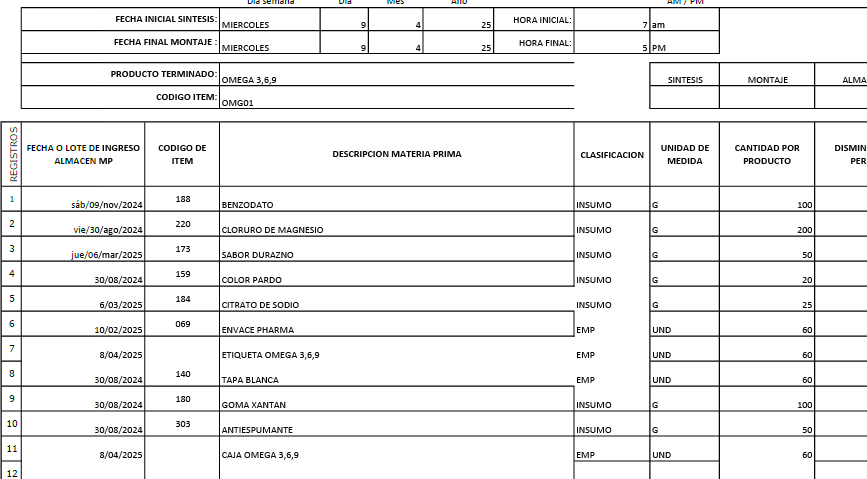 Dia semana Dia Mes Año AM / PM
FECHA INICIAL SINTESIS: MIERCOLES 9 4 25 HORA INICIAL: 7 am
FECHA FINAL MONTAJE : MIERCOLES 9 4 25 HORA FINAL: 5 PM
PRODUCTO TERMINADO: OMEGA 3,6,9 SINTESIS MONTAJE ALMA
CODIGO ITEM: OMG01
REGISTROS FECHA O LOTE DE INGRESO ALMACEN MP CODIGO DE ITEM DESCRIPCION MATERIA PRIMA CLASIFICACION UNIDAD DE MEDIDA CANTIDAD POR PRODUCTO DISMIN PER
1 sáb/09/nov/2024 188 BENZODATO INSUMO G 100
2 vie/30/ago/2024 220 CLORURO DE MAGNESIO INSUMO G 200
3 jue/06/mar/2025 173 SABOR DURAZNO INSUMO G 50
4 30/08/2024 159 COLOR PARDO INSUMO G 20
5 6/03/2025 184 CITRATO DE SODIO INSUMO G 25
6 10/02/2025 069 ENVACE PHARMA EMP UND 60
7 8/04/2025 ETIQUETA OMEGA 3,6,9 EMP UND 60
8 30/08/2024 140 TAPA BLANCA EMP UND 60
9 30/08/2024 180 GOMA XANTAN INSUMO G 100
10 30/08/2024 303 ANTIESPUMANTE INSUMO G 50
11 8/04/2025 CAJA OMEGA 3,6,9 EMP UND 60
12